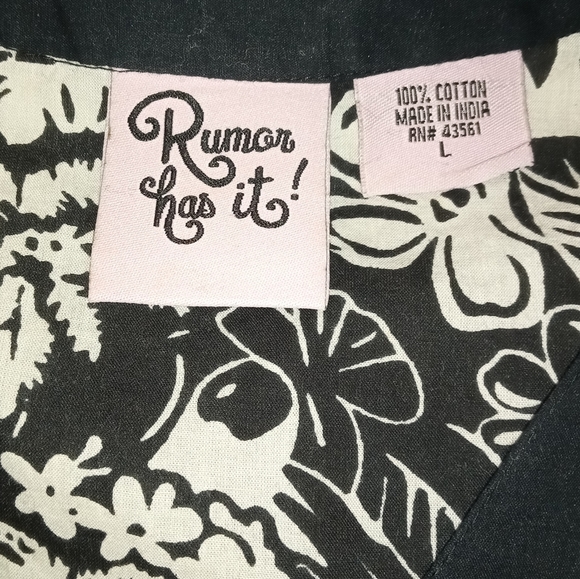 Rumor
has it!
100% COTTON
MADE IN INDIA
RN# 43561
L